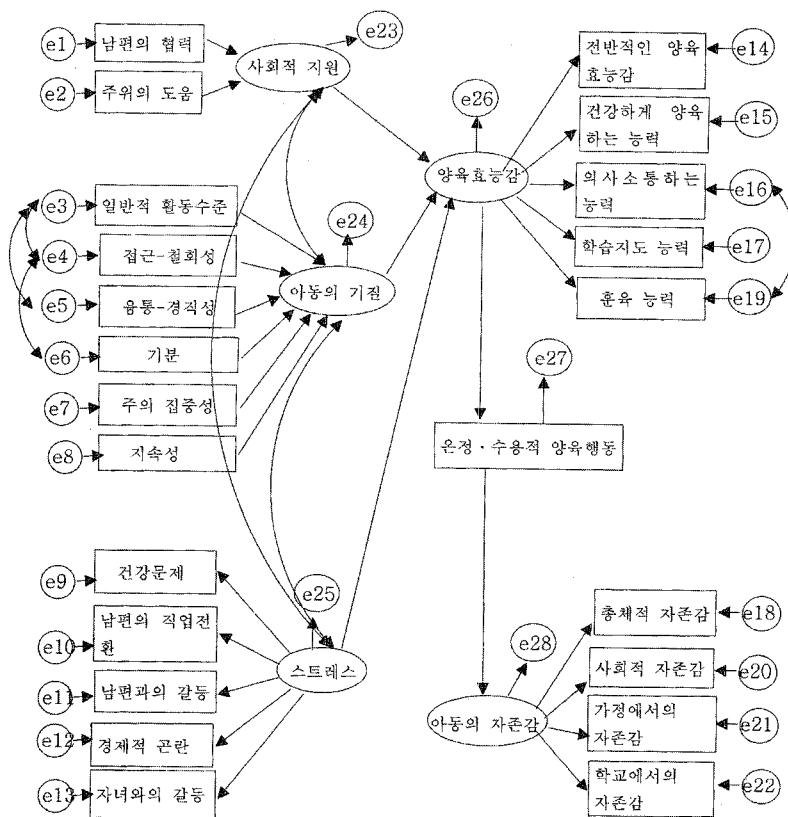 e1
남편의 협력
e2
주위의 도움
사회적 지원
e23
e3
일반적 활동수준
e4
접근-철회성
e5
융통-경직성
e6
기분
e7
주의 집중성
e8
지속성
아동의 기질
e24
e9
건강문제
e10
남편의 직업전
환
e11
남편과의 갈등
e12
경제적 곤란
e13
자녀와의 갈등
스트레스
e25
양육효능감
e26
전반적인 양육
효능감
e14
건강하게 양육
하는 능력
e15
의사소통하는
능력
e16
학습지도 능력
e17
훈육 능력
e19
e27
온정·수용적 양육행동
아동의 자존감
e28
총체적 자존감
e18
사회적 자존감
e20
가정에서의
자존감
e21
학교에서의
자존감
e22